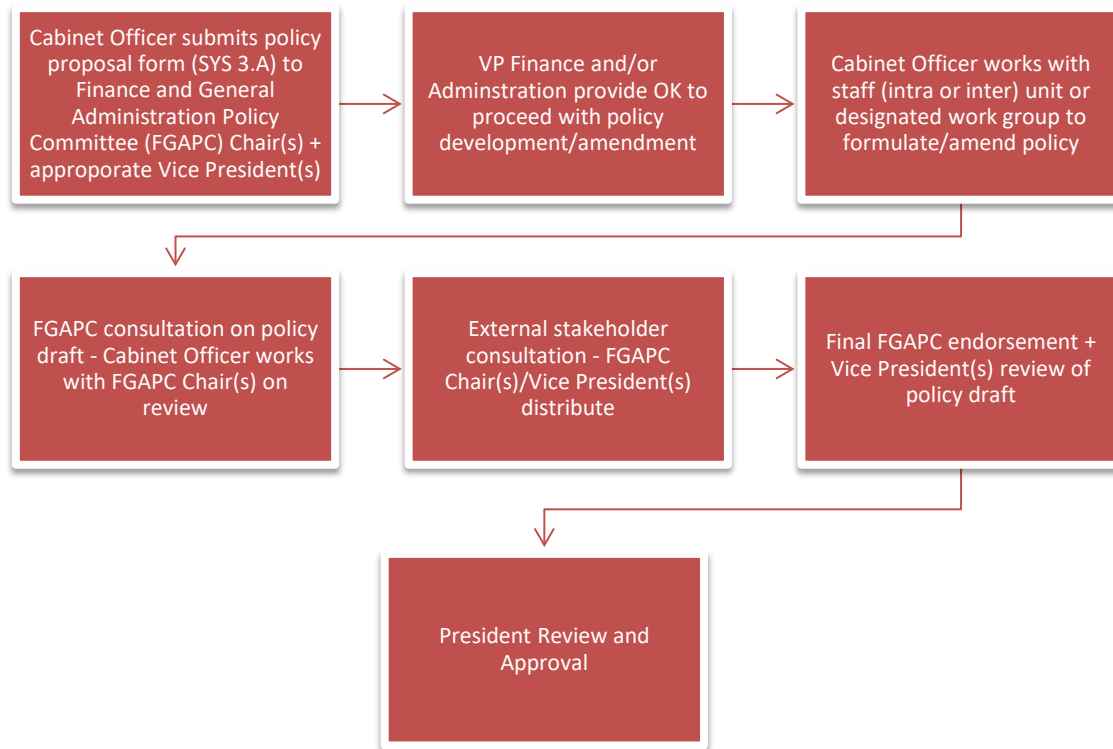 Cabinet Officer submits policy
proposal form (SYS 3.A) to
Finance and General
Administration Policy
Committee (FGAPC) Chair(s) +
approporate Vice President(s)
VP Finance and/or
Adminstration provide OK to
proceed with policy
development/amendment
Cabinet Officer works with
staff (intra or inter) unit or
designated work group to
formulate/amend policy
FGAPC consultation on policy
draft - Cabinet Officer works
with FGAPC Chair(s) on
review
External stakeholder
consultation - FGAPC
Chair(s)/Vice President(s)
distribute
Final FGAPC endorsement +
Vice President(s) review of
policy draft
President Review and
Approval